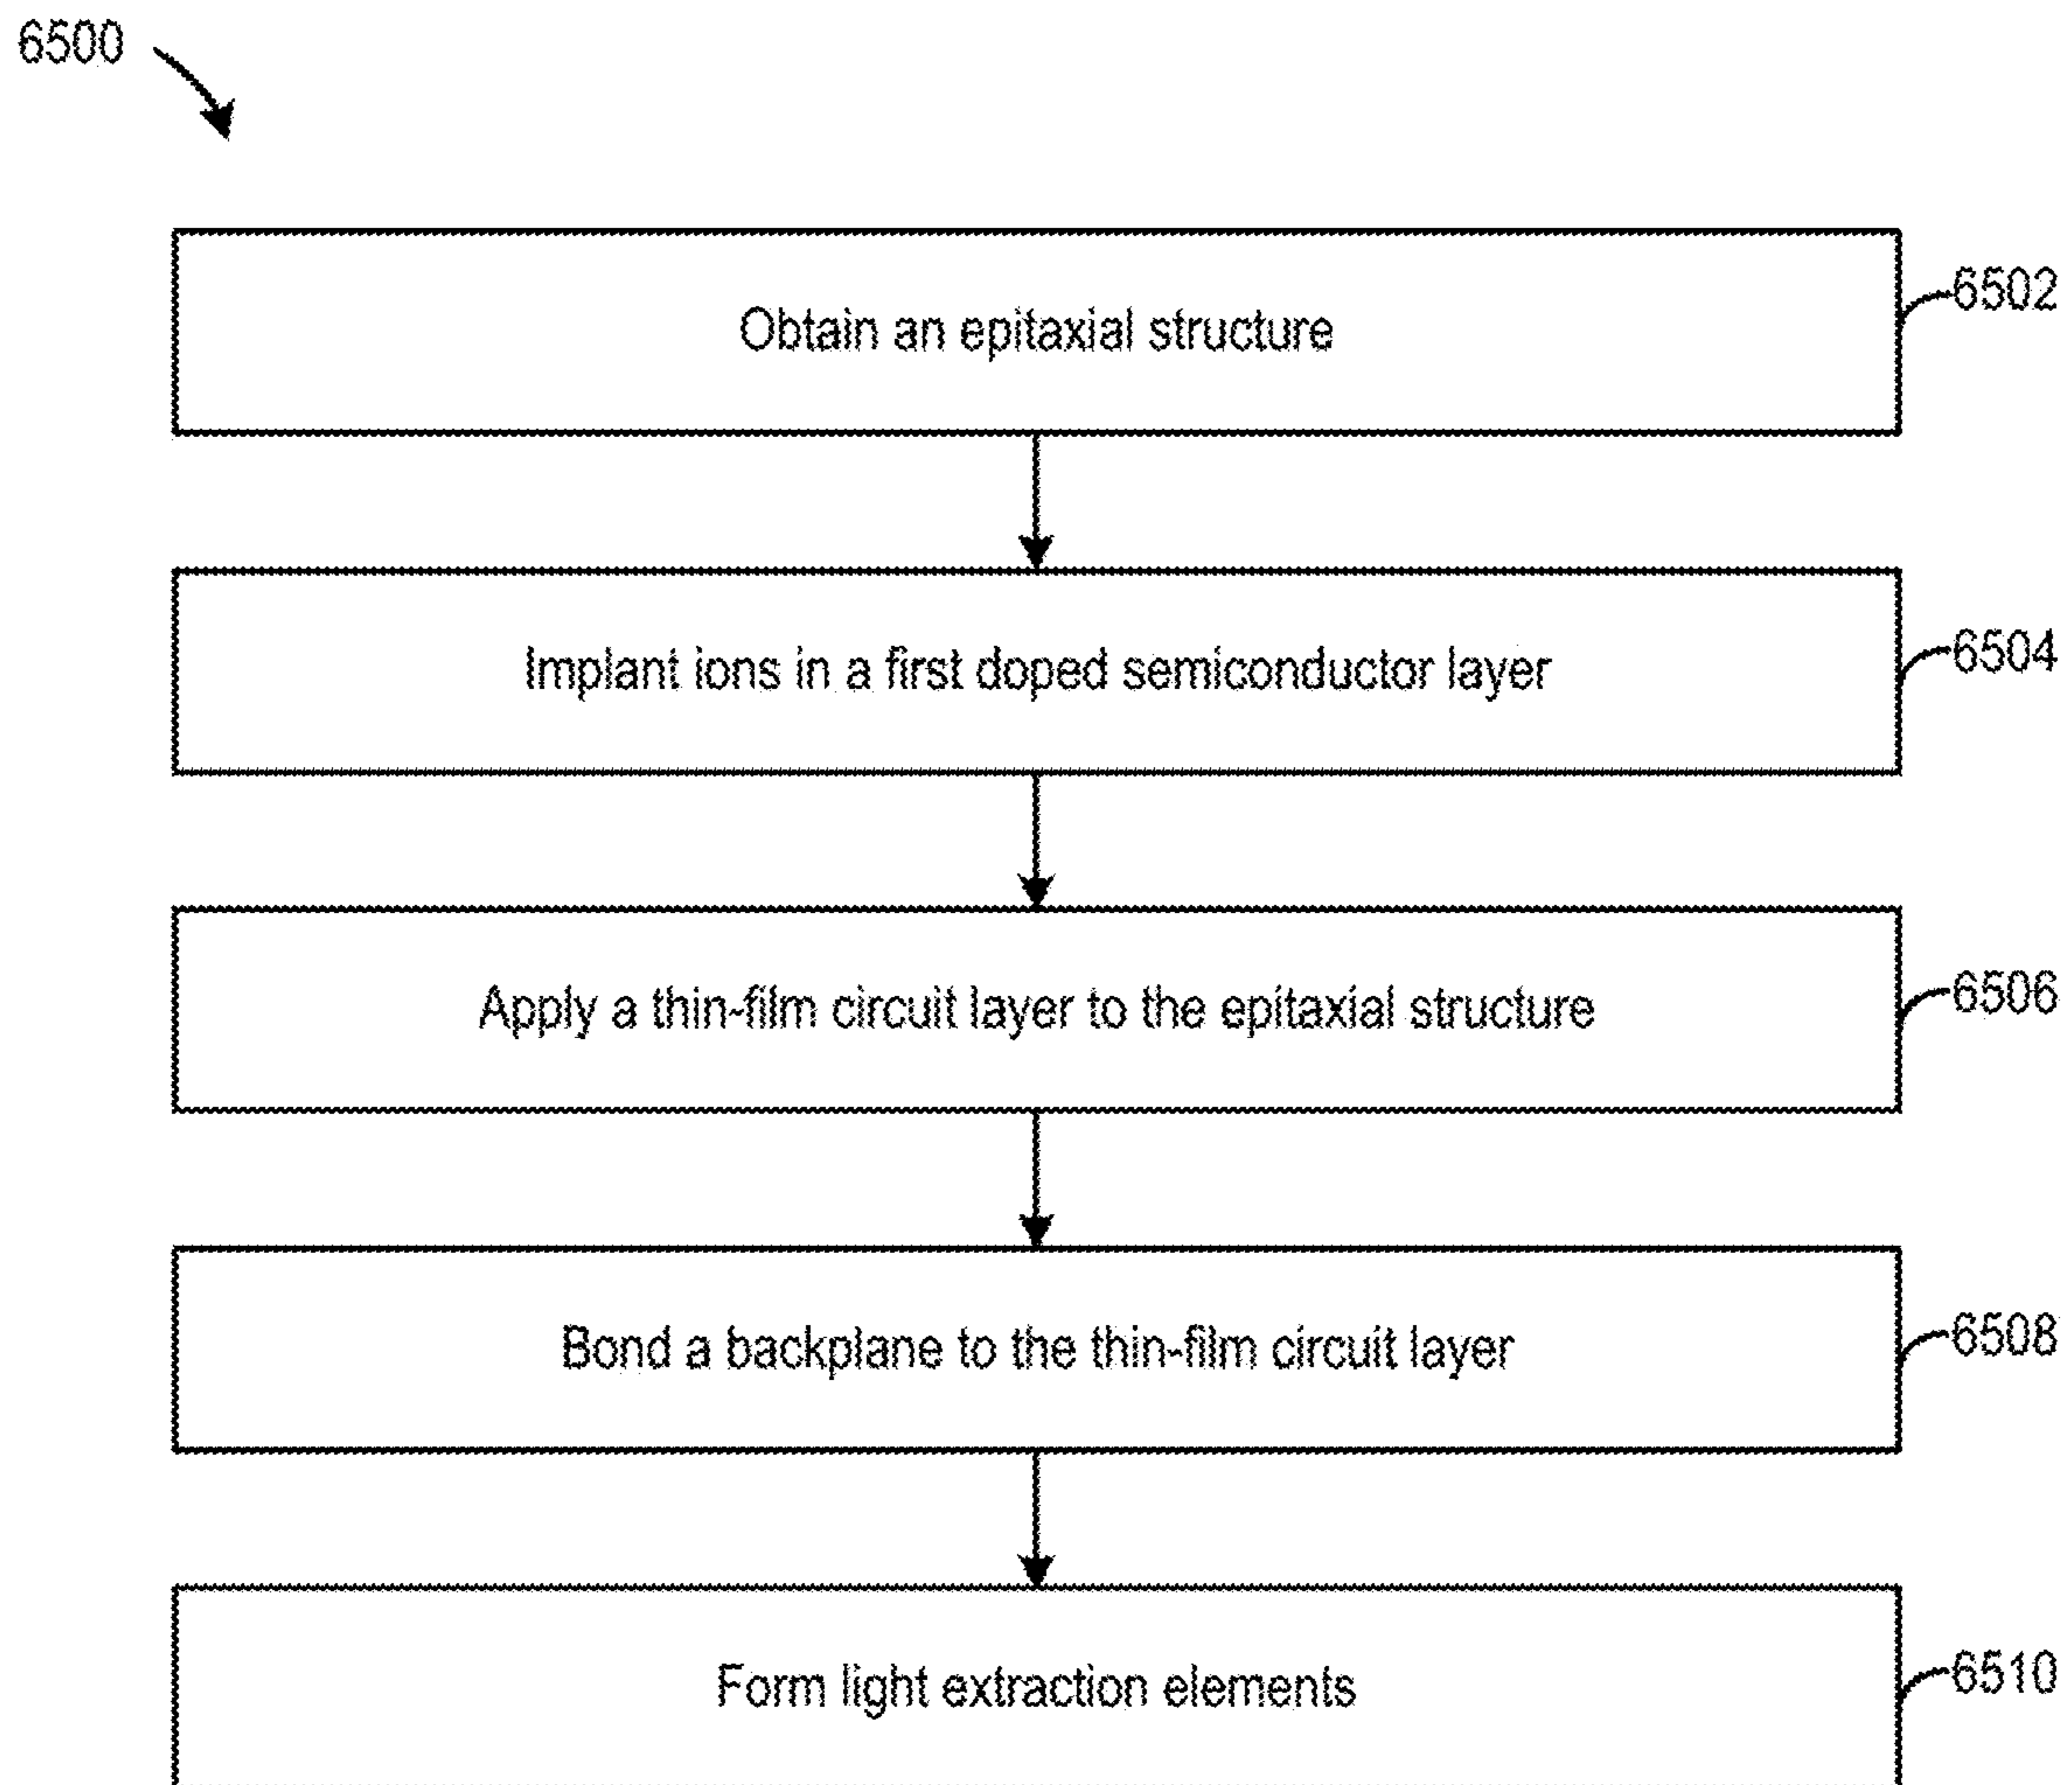 6500
Obtain an epitaxial structure
6502
Implant ions in a first doped semiconductor layer
6504
Apply a thin-film circuit layer to the epitaxial structure
6506
Bond a backplane to the thin-film circuit layer
6508
Form light extraction elements
6510